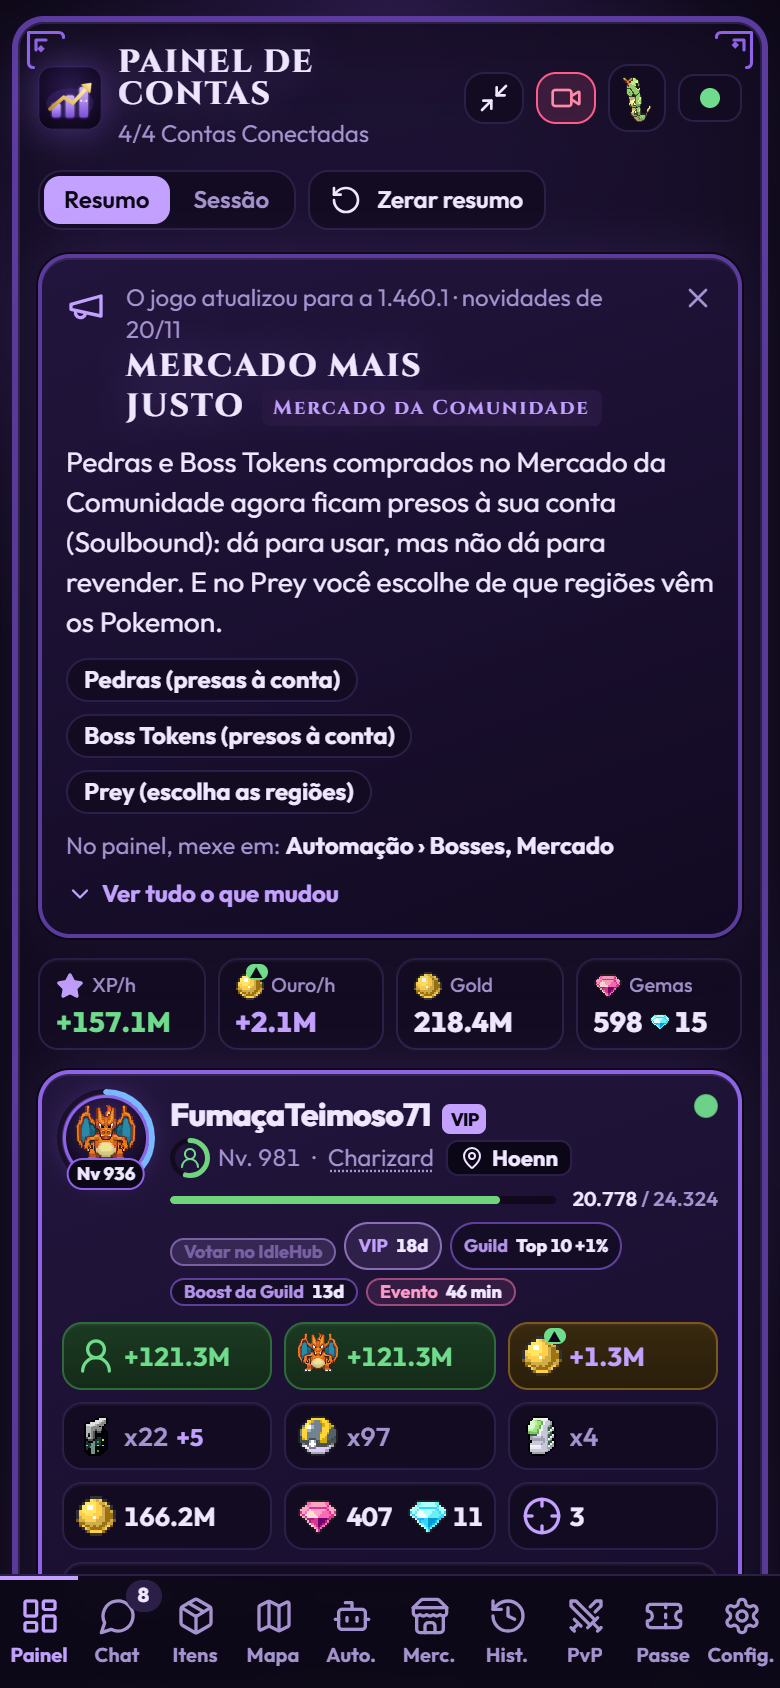 PAINEL DE
CONTAS
4/4 Contas Conectadas
Resumo
Sessão
Zerar resumo
O jogo atualizou para a 1.460.1 · novidades de
20/11
MERCADO MAIS
JUSTO Mercado da Comunidade
Pedras e Boss Tokens comprados no Mercado da
Comunidade agora ficam presos à sua conta
(Soulbound): dá para usar, mas não dá para
revender. E no Prey você escolhe de que regiões vêm
os Pokemon.
Pedras (presas à conta)
Boss Tokens (presos à conta)
Prey (escolha as regiões)
No painel, mexe em: Automação › Bosses, Mercado
Ver tudo o que mudou
XP/h
+157.1M
Ouro/h
+2.1M
Gold
218.4M
Gemas
598 15
FumaçaTeimoso71 VIP
Nv 936
Nv. 981 · Charizard Hoenn
20.778 / 24.324
Votar no IdleHub VIP 18d Guild Top 10 +1%
Boost da Guild 13d Evento 46 min
+121.3M +121.3M +1.3M
x22 +5 x97 x4
166.2M 407 11 3
8
Painel Chat Itens Mapa Auto. Merc. Hist. PvP Passe Config.